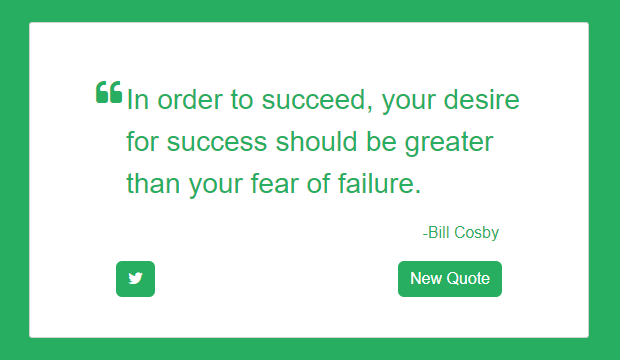 In order to succeed, your desire
for success should be greater
than your fear of failure.
-Bill Cosby
New Quote